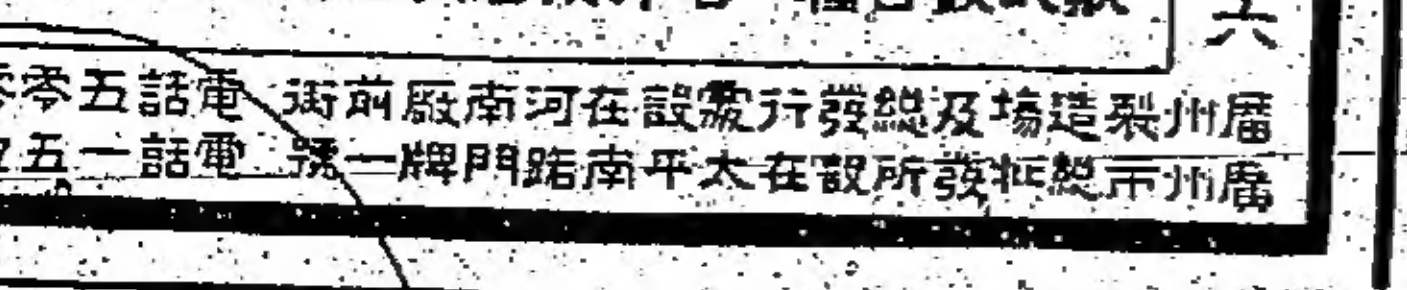 六
廣州製造場及總發行處設在河南廠前街 電話五零零
廣州市總批發所設在太平南路門牌一號 電話一五